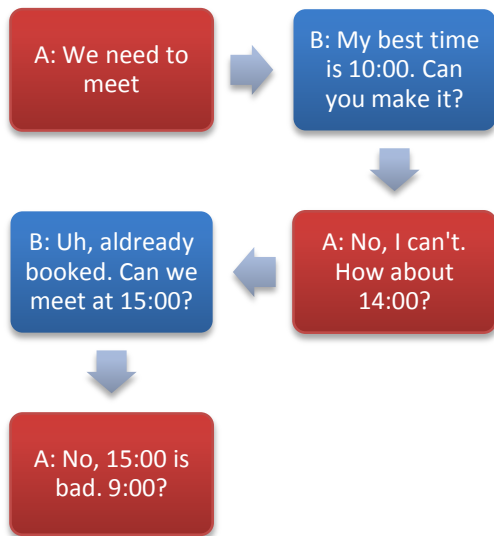 A: We need to
meet
B: My best time
is 10:00. Can
you make it?
A: No, I can't.
How about
14:00?
B: Uh, aldready
booked. Can we
meet at 15:00?
A: No, 15:00 is
bad. 9:00?